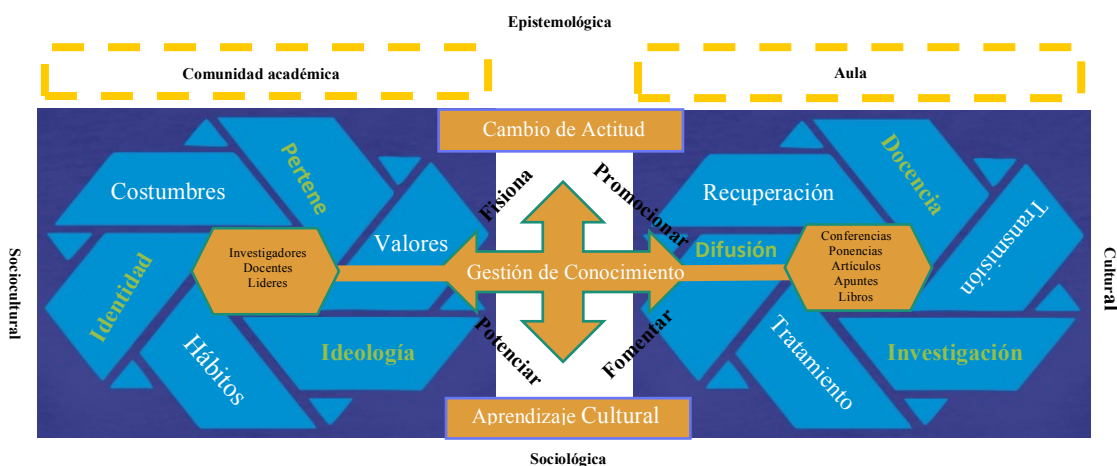 Epistemológica
Comunidad académica
Aula
Cambio de Actitud
Costumbres
Pertene
Valores
Identidad
Hábitos
Ideología
Investigadores
Docentes
Lideres
Sociocultural
Fisiona
Promocionar
Gestión de Conocimiento
Potenciar
Fomentar
Recuperación
Docencia
Transmisión
Difusión
Conferencias
Ponencias
Artículos
Apuntes
Libros
Tratamiento
Investigación
Cultural
Aprendizaje Cultural
Sociológica